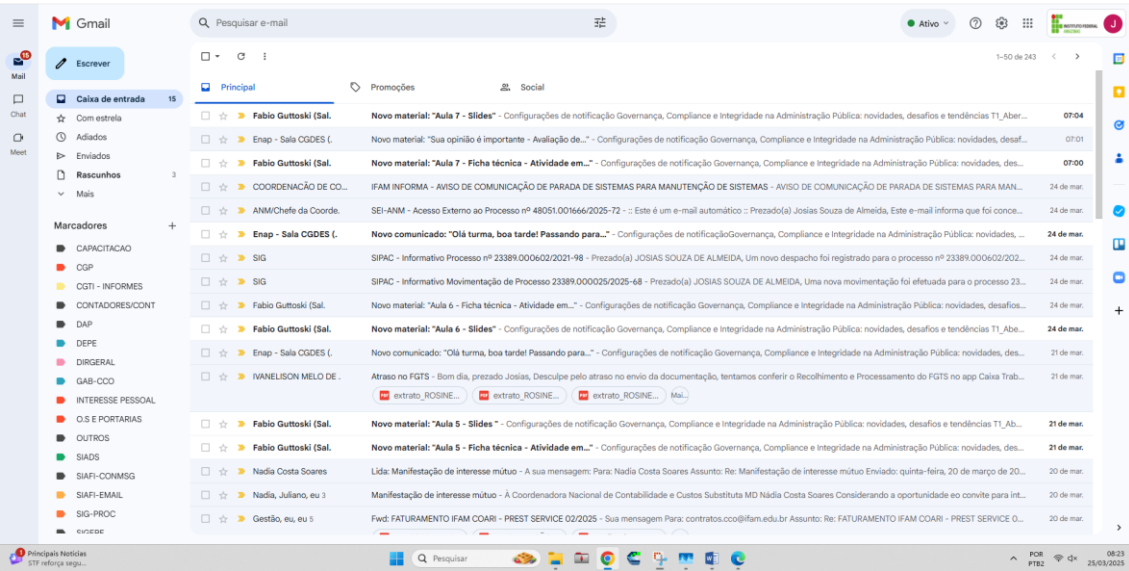 Gmail
Pesquisar e-mail
Ativo
INSTITUTO FEDERAL
J
15
Mail
Chat
Meet
Escrever
Caixa de entrada 15
Com estrela
Adiados
Enviados
Rascunhos 3
Mais
Marcadores +
CAPACITACAO
CGP
CGTI - INFORMES
CONTADORES/CONT
DAP
DEPE
DIRGERAL
GAB-CCO
INTERESSE PESSOAL
O.S E PORTARIAS
OUTROS
SIADS
SIAFI-CONMSG
SIAFI-EMAIL
SIG-PROC
SIGEPE
1–50 de 243
Principal Promoções Social
Fabio Guttoski (Sal. Novo material: "Aula 7 - Slides" - Configurações de notificação Governança, Compliance e Integridade na Administração Pública: novidades, desafios e tendências T1_Aber... 07:04
Enap - Sala CGDES (. Novo material: "Sua opinião é importante - Avaliação de..." - Configurações de notificação Governança, Compliance e Integridade na Administração Pública: novidades, desaf... 07:01
Fabio Guttoski (Sal. Novo material: "Aula 7 - Ficha técnica - Atividade em..." - Configurações de notificação Governança, Compliance e Integridade na Administração Pública: novidades, des... 07:00
COORDENACÃO DE CO... IFAM INFORMA - AVISO DE COMUNICAÇÃO DE PARADA DE SISTEMAS PARA MANUTENÇÃO DE SISTEMAS - AVISO DE COMUNICAÇÃO DE PARADA DE SISTEMAS PARA MAN... 24 de mar.
ANM/Chefe da Coorde. SEI-ANM - Acesso Externo ao Processo nº 48051.001666/2025-72 - :: Este é um e-mail automático :: Prezado(a) Josias Souza de Almeida, Este e-mail informa que foi conce... 24 de mar.
Enap - Sala CGDES (. Novo comunicado: "Olá turma, boa tarde! Passando para..." - Configurações de notificaçãoGovernança, Compliance e Integridade na Administração Pública: novidades, ... 24 de mar.
SIG SIPAC - Informativo Processo nº 23389.000602/2021-98 - Prezado(a) JOSIAS SOUZA DE ALMEIDA, Um novo despacho foi registrado para o processo nº 23389.000602/202... 24 de mar.
SIG SIPAC - Informativo Movimentação de Processo 23389.000025/2025-68 - Prezado(a) JOSIAS SOUZA DE ALMEIDA, Uma nova movimentação foi efetuada para o processo 23... 24 de mar.
Fabio Guttoski (Sal. Novo material: "Aula 6 - Ficha técnica - Atividade em..." - Configurações de notificação Governança, Compliance e Integridade na Administração Pública: novidades, desafios... 24 de mar.
Fabio Guttoski (Sal. Novo material: "Aula 6 - Slides" - Configurações de notificação Governança, Compliance e Integridade na Administração Pública: novidades, desafios e tendências T1_Abe... 24 de mar.
Enap - Sala CGDES (. Novo comunicado: "Olá turma, boa tarde! Passando para..." - Configurações de notificação Governança, Compliance e Integridade na Administração Pública: novidades, des... 21 de mar.
IVANELISON MELO DE . Atraso no FGTS - Bom dia, prezado Josias, Desculpe pelo atraso no envio da documentação, tentamos conferir o Recolhimento e Processamento do FGTS no app Caixa Trab... 21 de mar.
PDF extrato_ROSINE... PDF extrato_ROSINE... PDF extrato_ROSINE... Mai...
Fabio Guttoski (Sal. Novo material: "Aula 5 - Slides " - Configurações de notificação Governança, Compliance e Integridade na Administração Pública: novidades, desafios e tendências T1_Ab... 21 de mar.
Fabio Guttoski (Sal. Novo material: "Aula 5 - Ficha técnica - Atividade em..." - Configurações de notificação Governança, Compliance e Integridade na Administração Pública: novidades, des... 21 de mar.
Nadia Costa Soares Lida: Manifestação de interesse mútuo - A sua mensagem: Para: Nadia Costa Soares Assunto: Re: Manifestação de interesse mútuo Enviado: quinta-feira, 20 de março de 20... 20 de mar.
Nadia, Juliano, eu 3 Manifestação de interesse mútuo - À Coordenadora Nacional de Contabilidade e Custos Substituta MD Nádia Costa Soares Considerando a oportunidade eo convite para int... 20 de mar.
Gestão, eu, eu 5 Fwd: FATURAMENTO IFAM COARI - PREST SERVICE 02/2025 - Sua mensagem Para: contratos.cco@ifam.edu.br Assunto: Re: FATURAMENTO IFAM COARI - PREST SERVICE 0... 20 de mar.
1
Principais Notícias
STF reforça segu...
Pesquisar
POR
PTB2
08:23
25/03/2025